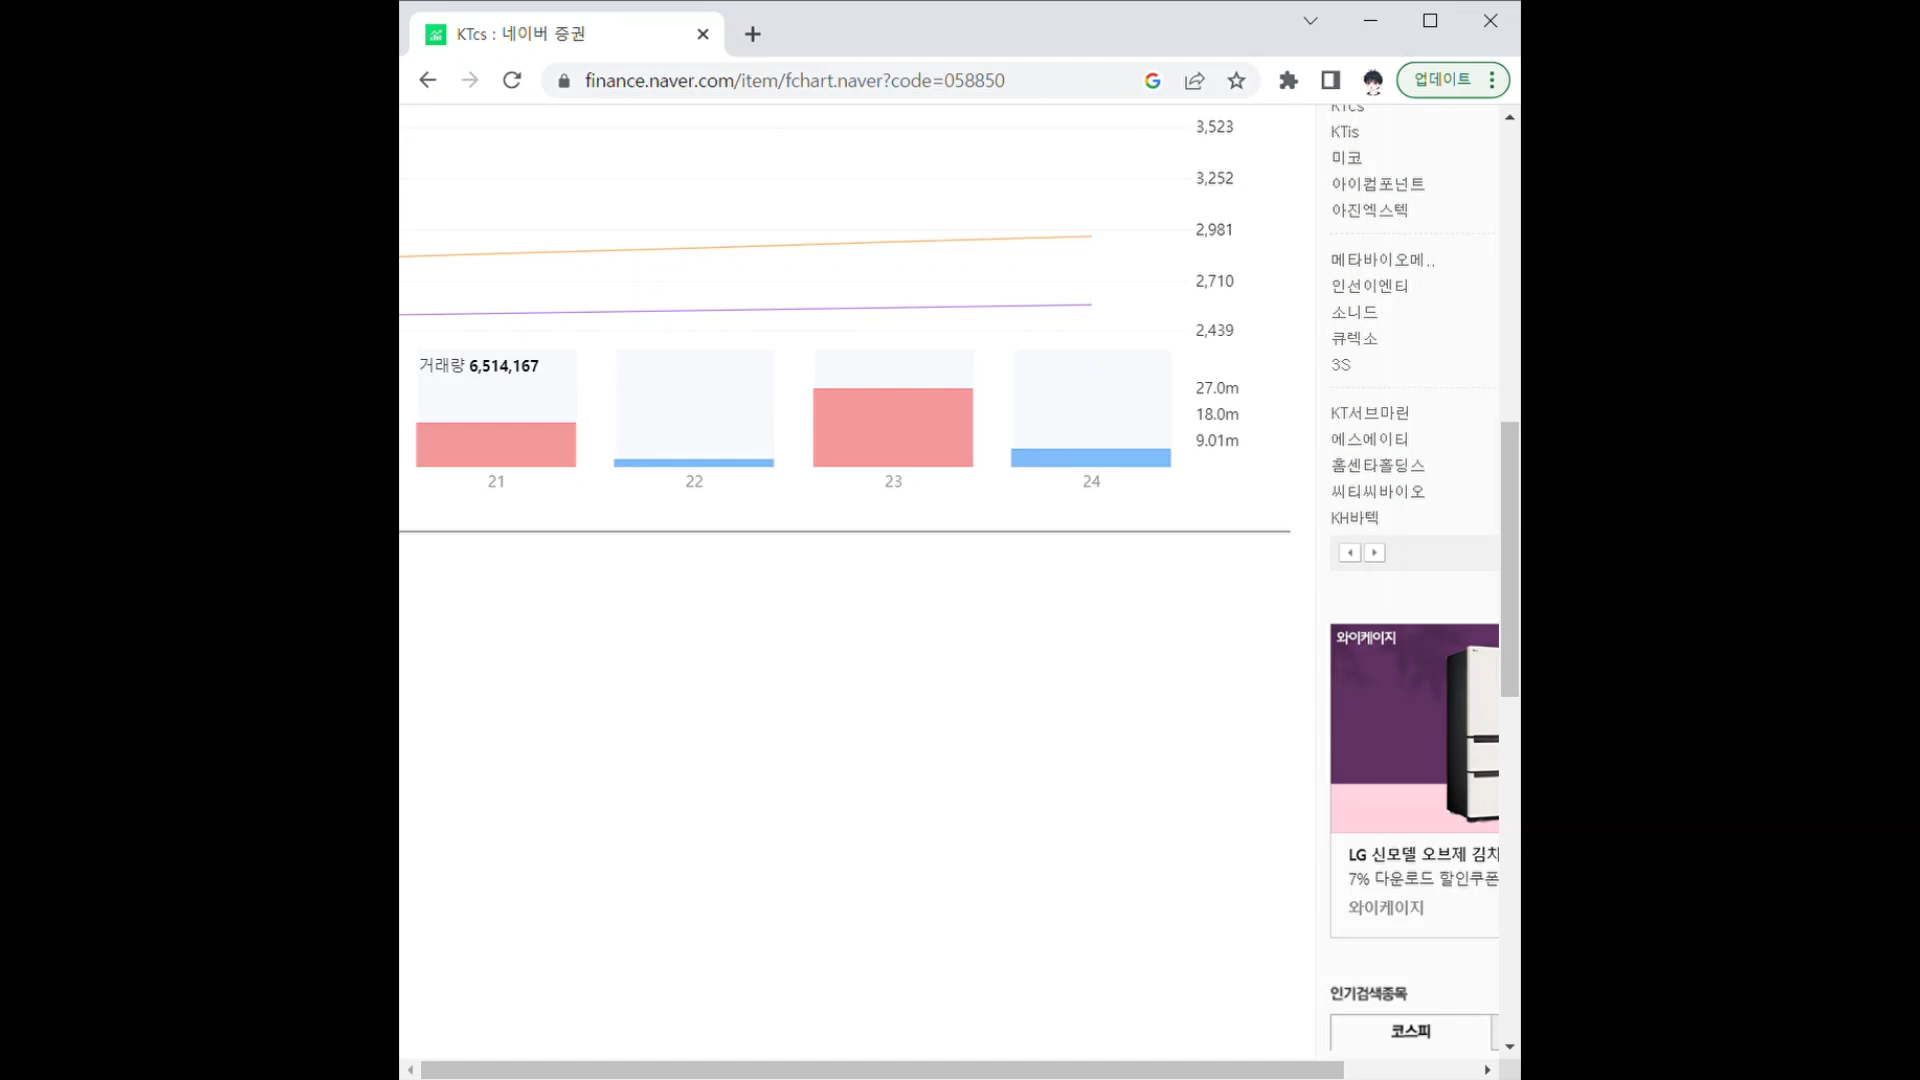 KTcs : 네이버 증권
finance.naver.com/item/fchart.naver?code=058850
업데이트
3,523
3,252
2,981
2,710
2,439
거래량 6,514,167
27.0m
18.0m
9.01m
21
22
23
24
KTcs
KTis
미코
아이컴포넌트
아진엑스텍
메타바이오메..
인선이엔티
소니드
큐렉소
3S
KT서브마린
에스에이티
홈센타홀딩스
씨티씨바이오
KH바텍
와이케이지
LG 신모델 오브제 김치
7% 다운로드 할인쿠폰
와이케이지
인기검색종목
코스피